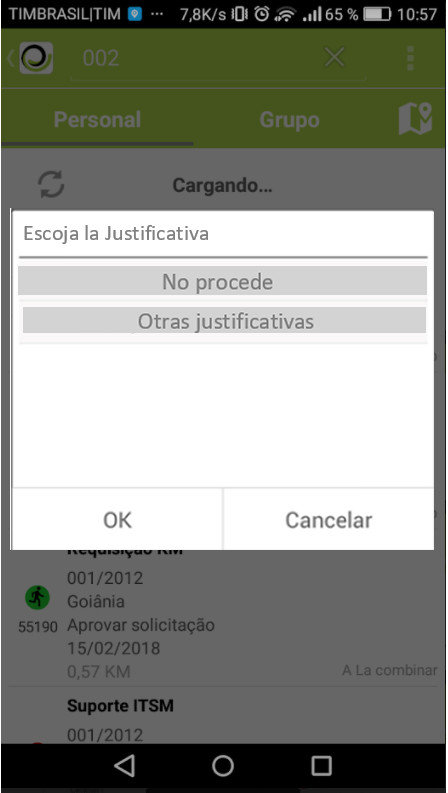 TIMBRASIL|TIM ... 7,8K/s 65 % 10:57
002
Personal Grupo
Cargando...
Escoja la Justificativa
No procede
Otras justificativas
OK Cancelar
Requisição KM
001/2012
Goiânia
55190 Aprovar solicitação
15/02/2018
0,57 KM A La combinar
Suporte ITSM
001/2012